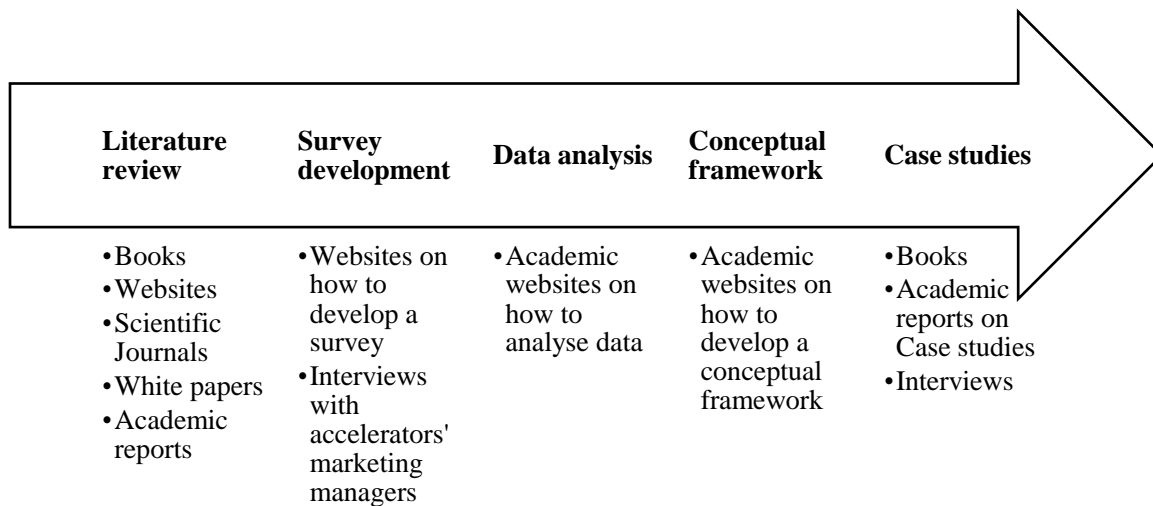 Literature
review
Survey
development
Data analysis
Conceptual
framework
Case studies
•Books
•Websites
•Scientific
Journals
•White papers
•Academic
reports
•Websites on
how to
develop a
survey
•Interviews
with
accelerators'
marketing
managers
•Academic
websites on
how to
analyse data
•Academic
websites on
how to
develop a
conceptual
framework
•Books
•Academic
reports on
Case studies
•Interviews